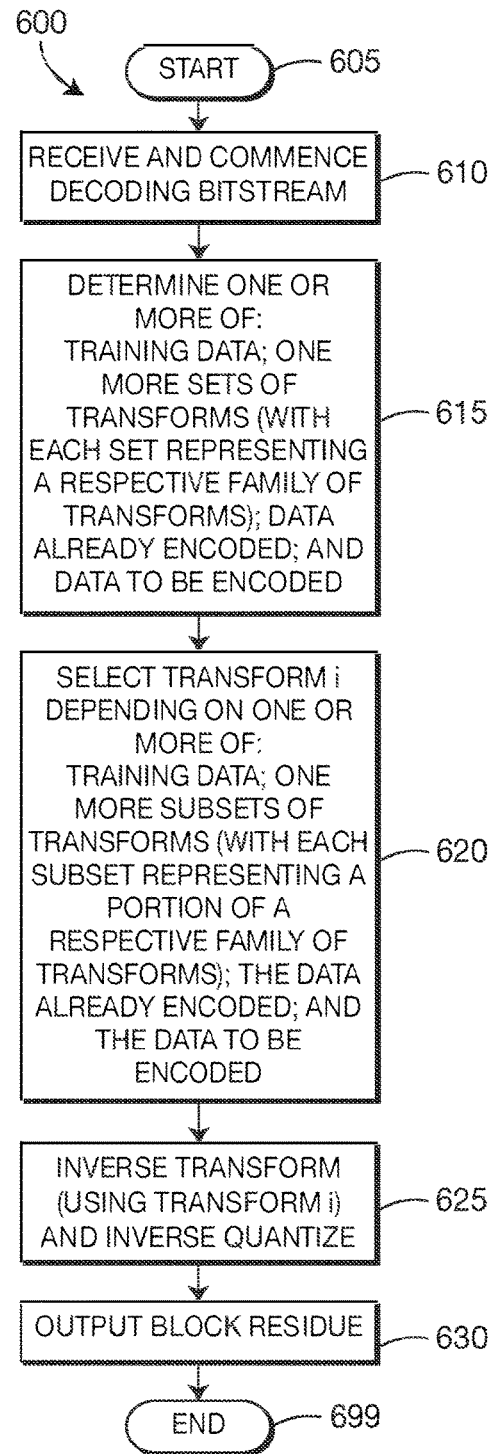 600
START
605
RECEIVE AND COMMENCE
DECODING BITSTREAM
610
DETERMINE ONE OR
MORE OF:
TRAINING DATA; ONE
MORE SETS OF
TRANSFORMS (WITH
EACH SET REPRESENTING
A RESPECTIVE FAMILY OF
TRANSFORMS); DATA
ALREADY ENCODED; AND
DATA TO BE ENCODED
615
SELECT TRANSFORM i
DEPENDING ON ONE OR
MORE OF:
TRAINING DATA; ONE
MORE SUBSETS OF
TRANSFORMS (WITH EACH
SUBSET REPRESENTING A
PORTION OF A
RESPECTIVE FAMILY OF
TRANSFORMS); THE DATA
ALREADY ENCODED; AND
THE DATA TO BE
ENCODED
620
INVERSE TRANSFORM
(USING TRANSFORM i)
AND INVERSE QUANTIZE
625
OUTPUT BLOCK RESIDUE
630
END
699